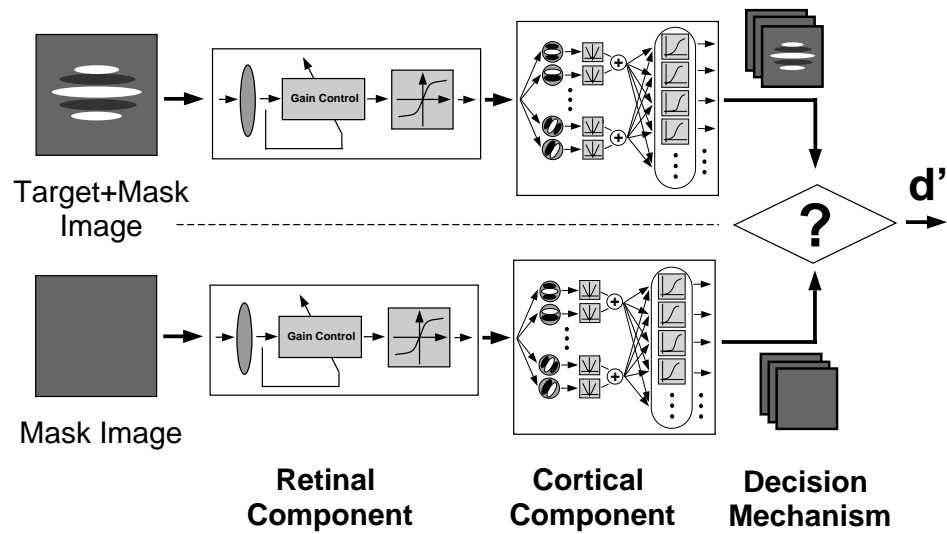 Gain Control
Target+Mask
Image
d’
?
Gain Control
Mask Image
Retinal
Component
Cortical
Component
Decision
Mechanism